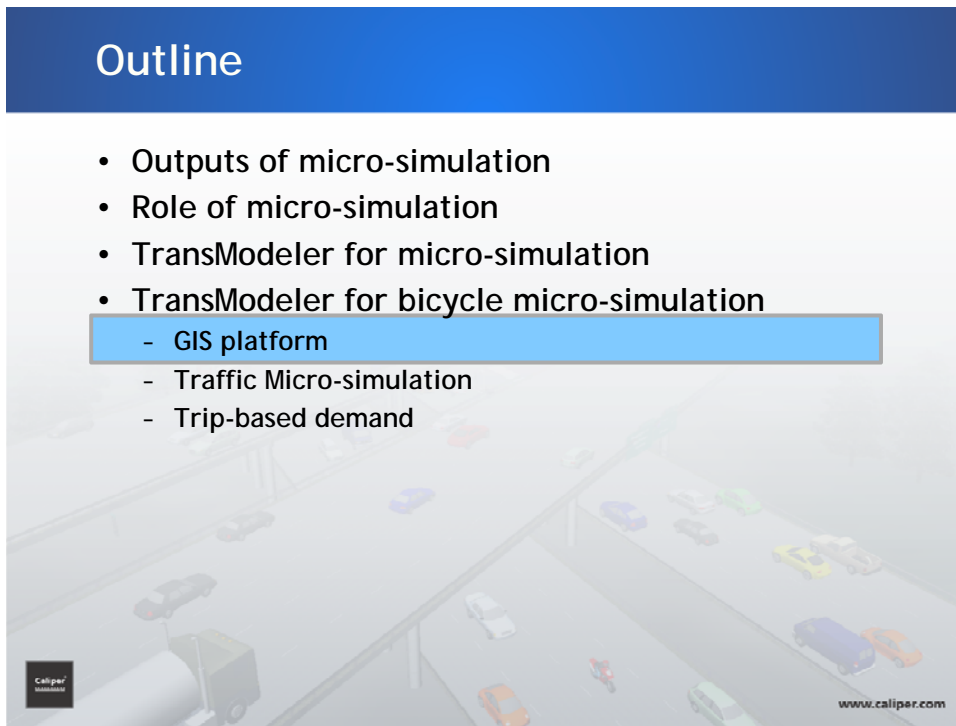 Outline
• Outputs of micro-simulation
• Role of micro-simulation
• TransModeler for micro-simulation
• TransModeler for bicycle micro-simulation
– GIS platform
– Traffic Micro-simulation
– Trip-based demand
Caliper
www.caliper.com